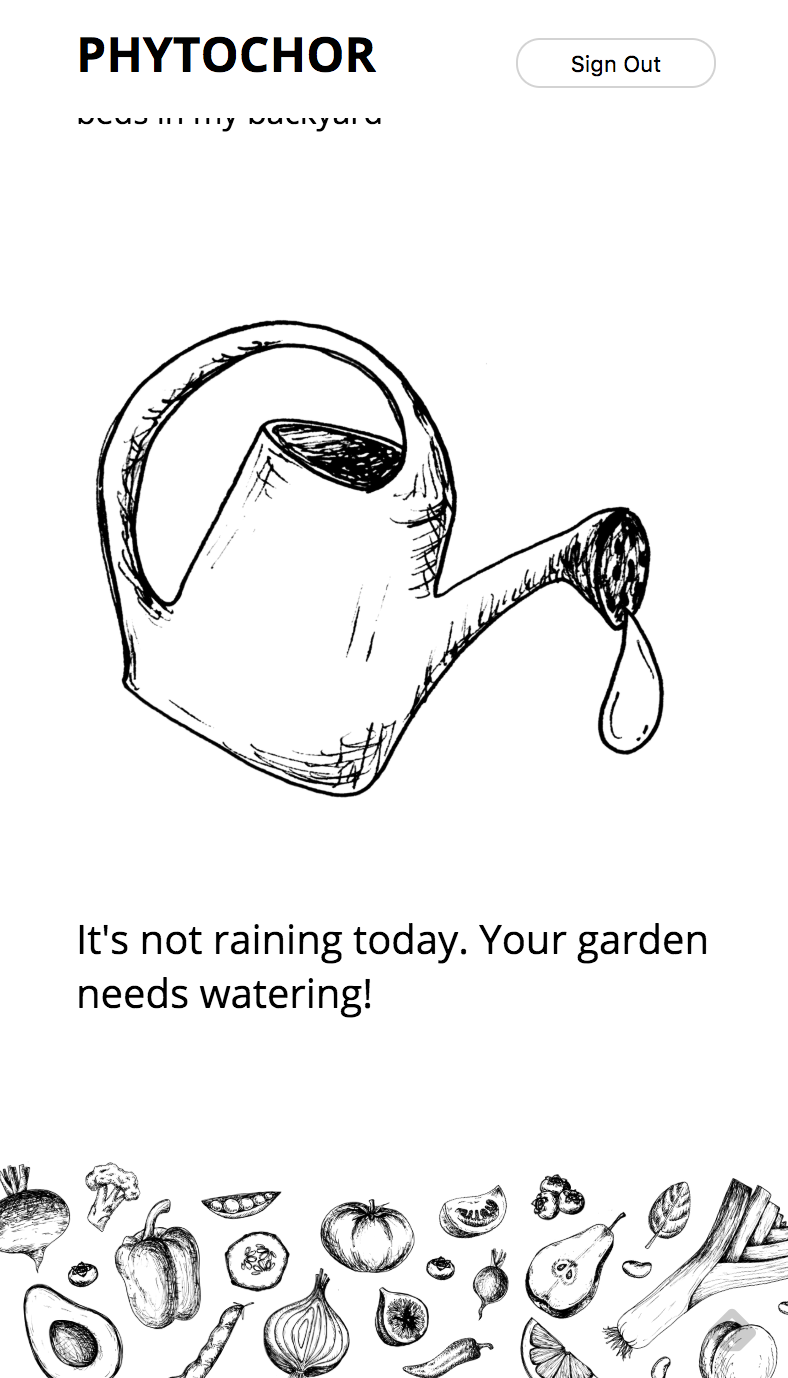 PHYTOCHOR
Sign Out
beds in my backyard
It's not raining today. Your garden
needs watering!